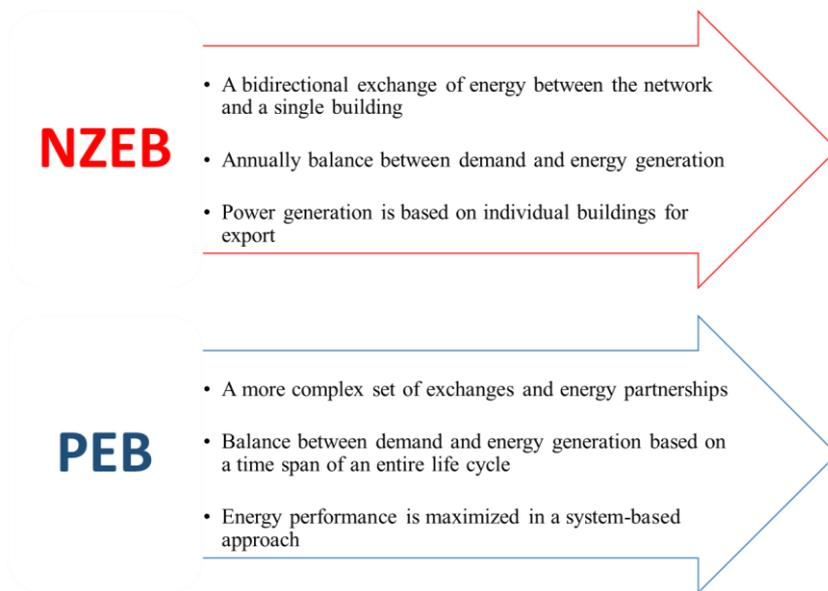 NZEB
• A bidirectional exchange of energy between the network
and a single building
• Annually balance between demand and energy generation
• Power generation is based on individual buildings for
export
PEB
• A more complex set of exchanges and energy partnerships
• Balance between demand and energy generation based on
a time span of an entire life cycle
• Energy performance is maximized in a system-based
approach